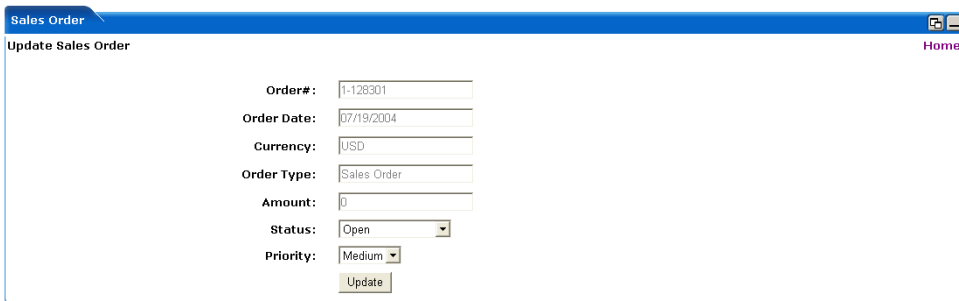 Sales Order
Update Sales Order
Home
Order#: 1-128301
Order Date: 07/19/2004
Currency: USD
Order Type: Sales Order
Amount: 0
Status: Open
Priority: Medium
Update